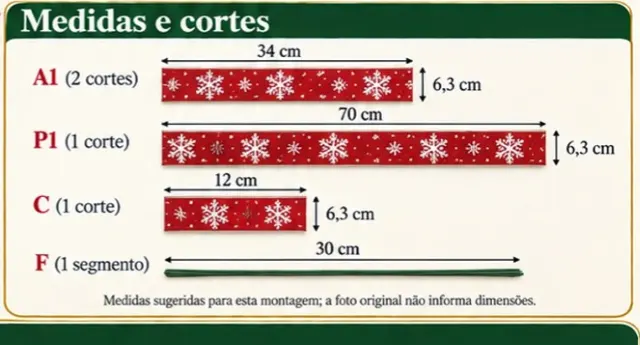 Medidas e cortes
34 cm
A1 (2 cortes)
6,3 cm
70 cm
P1 (1 corte)
6,3 cm
12 cm
C (1 corte)
6,3 cm
30 cm
F (1 segmento)
Medidas sugeridas para esta montagem; a foto original não informa dimensões.